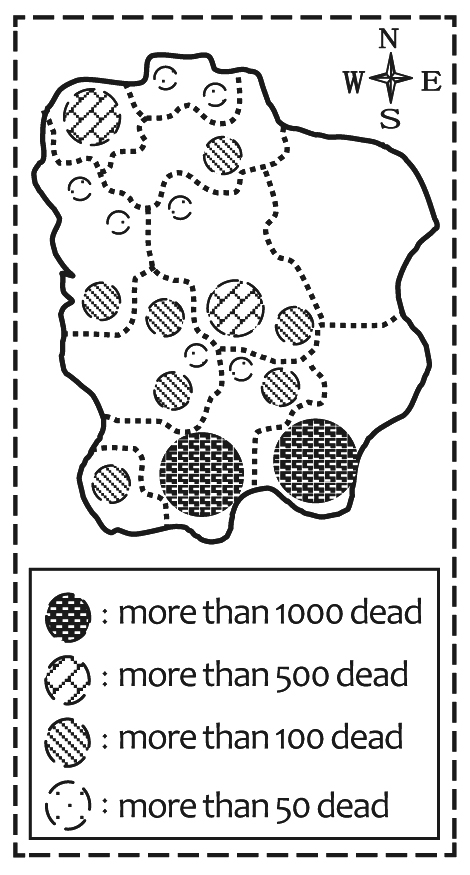 N
W E
S
: more than 1000 dead
: more than 500 dead
: more than 100 dead
: more than 50 dead